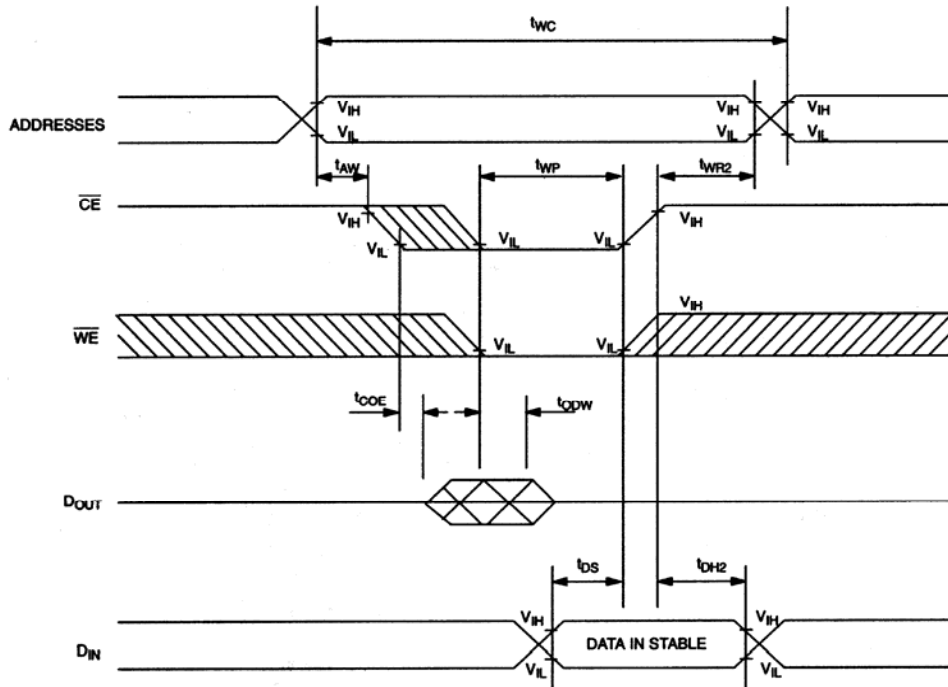 tWC
ADDRESSES
VIH
VIL
VIH
VIL
VIH
VIL
tAW
tWP
tWR2
CE
VIH
VIL
VIL
VIL
VIH
WE
VIL
VIL
VIH
tCOE
tODW
DOUT
tDS
tDH2
DIN
VIH
VIL
DATA IN STABLE
VIH
VIL